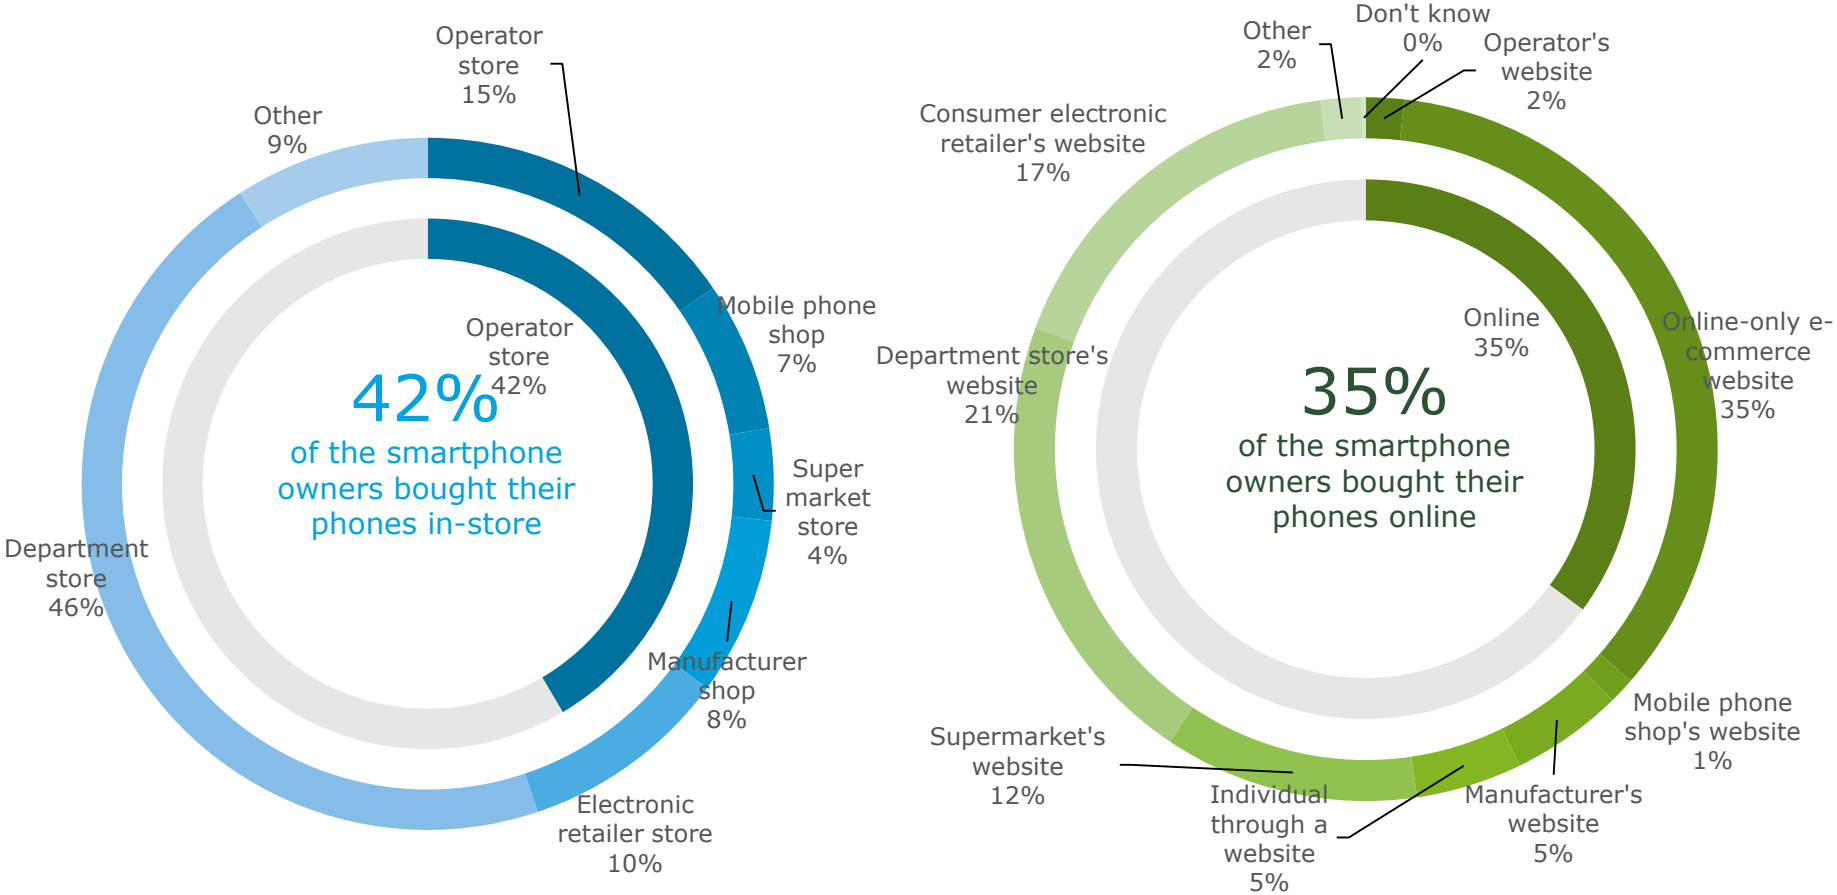 Operator
store
15%
Other
9%
Mobile phone
shop
7%
Operator
store
42%
42%
of the smartphone
owners bought their
phones in-store
Super
market
store
4%
Department
store
46%
Manufacturer
shop
8%
Electronic
retailer store
10%
Don't know
0%
Other
2%
Operator's
website
2%
Consumer electronic
retailer's website
17%
Online
35%
Online-only e-
commerce
website
35%
Department store's
website
21%
35%
of the smartphone
owners bought their
phones online
Mobile phone
shop's website
1%
Supermarket's
website
12%
Individual
through a
website
5%
Manufacturer's
website
5%